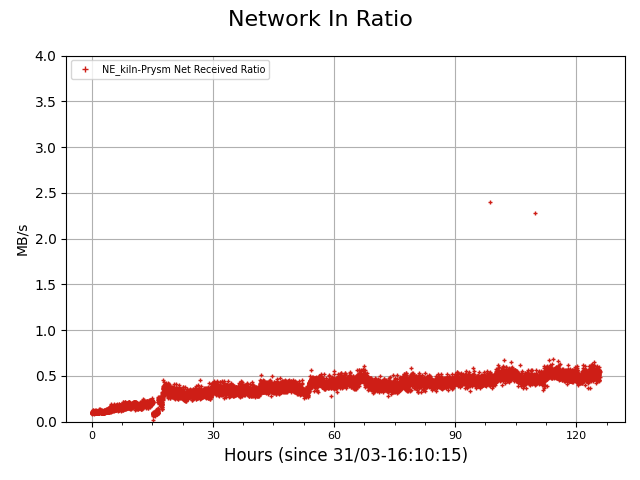 Network In Ratio
NE_kiln-Prysm Net Received Ratio
MB/s
4.0
3.5
3.0
2.5
2.0
1.5
1.0
0.5
0.0
0 30 60 90 120
Hours (since 31/03-16:10:15)